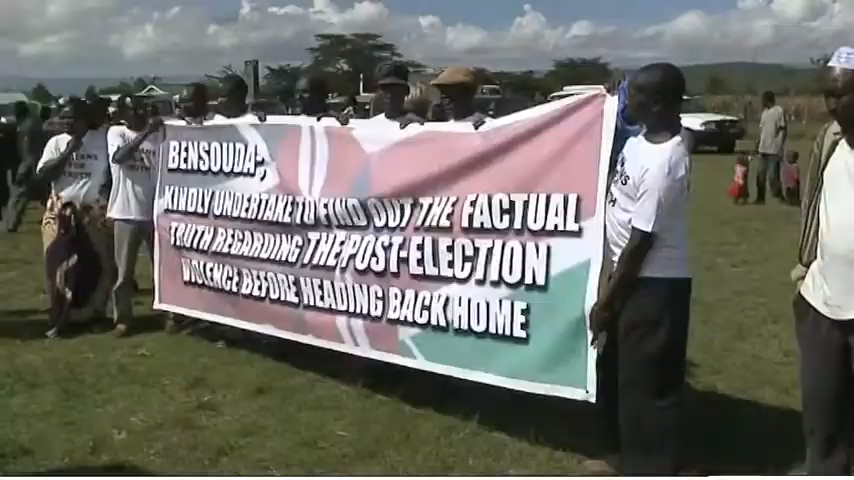 BENSOUDA;
KINDLY UNDERTAKE TO FIND OUT THE FACTUAL
TRUTH REGARDING THE POST-ELECTION
VIOLENCE BEFORE HEADING BACK HOME